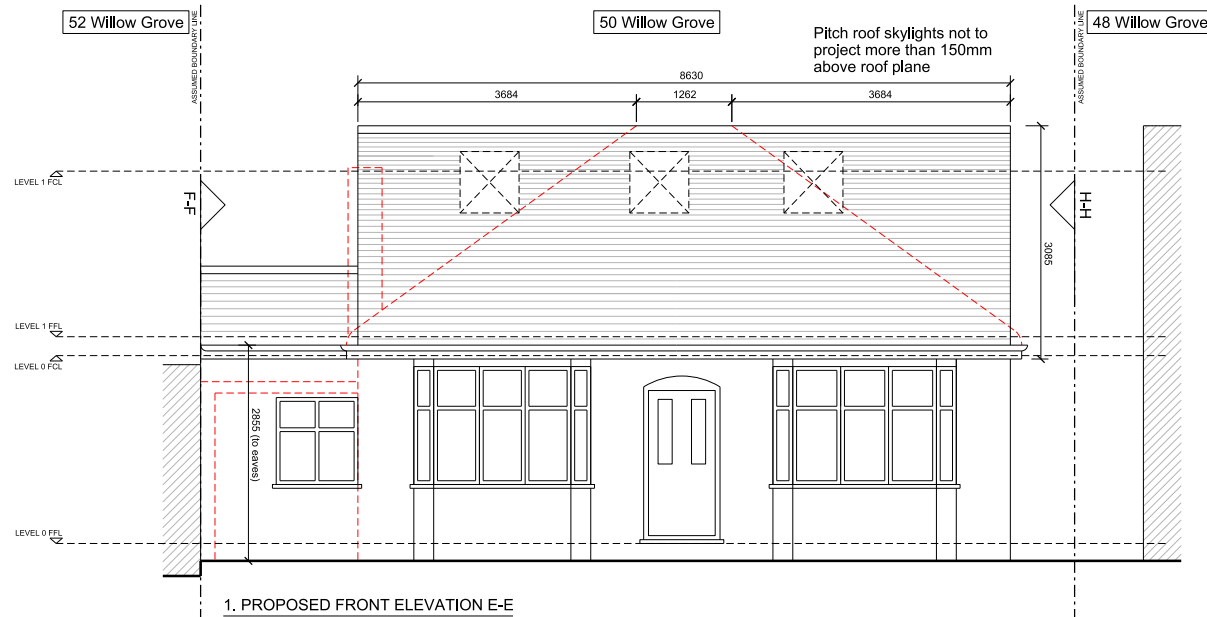 52 Willow Grove
50 Willow Grove
48 Willow Grove
ASSUMED BOUNDARY LINE
ASSUMED BOUNDARY LINE
Pitch roof skylights not to
project more than 150mm
above roof plane
8630
3684
1262
3684
LEVEL 1 FCL
F-F
H-H
3085
LEVEL 1 FFL
LEVEL 0 FCL
2855 (to eaves)
LEVEL 0 FFL
1. PROPOSED FRONT ELEVATION E-E